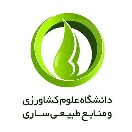 دانشگاه علوم کشاورزی
و منابع طبیعی ساری